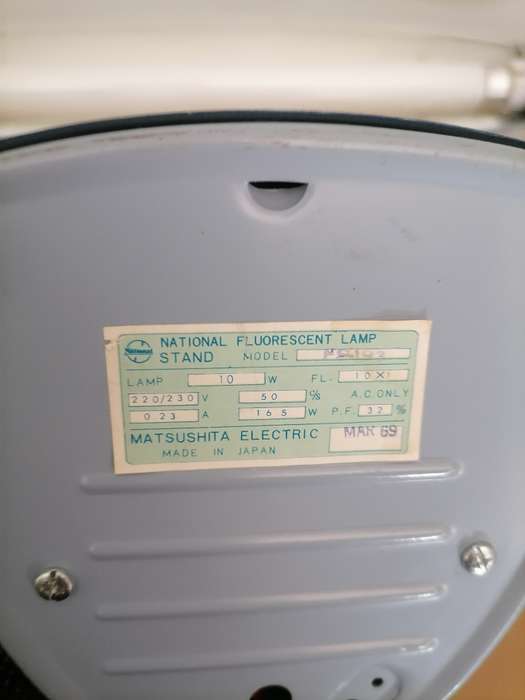 National
NATIONAL FLUORESCENT LAMP
STAND MODEL
LAMP 10 W FL. 10X1
220/230 V 50 c/s A.C. ONLY
0.23 A 16.5 W P.F. 32 %
MATSUSHITA ELECTRIC MAR 69
MADE IN JAPAN